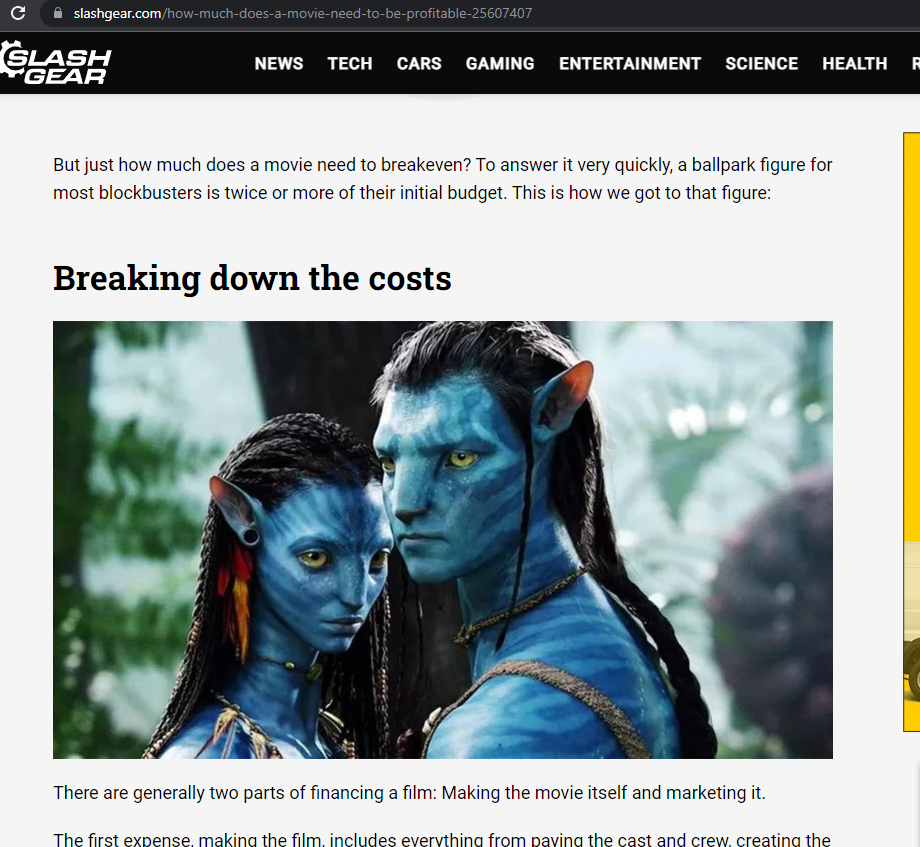 slashgear.com/how-much-does-a-movie-need-to-be-profitable-25607407
SLASH
GEAR
NEWS TECH CARS GAMING ENTERTAINMENT SCIENCE HEALTH
But just how much does a movie need to breakeven? To answer it very quickly, a ballpark figure for
most blockbusters is twice or more of their initial budget. This is how we got to that figure:
Breaking down the costs
There are generally two parts of financing a film: Making the movie itself and marketing it.
The first expense, making the film, includes everything from paying the cast and crew, creating the